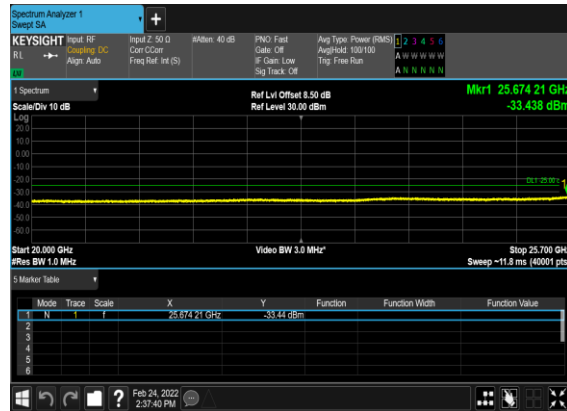 Spectrum Analyzer 1
Swept SA
KEYSIGHT
RL
Input: RF
Coupling: DC
Align: Auto
Input Z: 50 Ω
Corr CCorr
Freq Ref: Int (S)
#Atten: 40 dB
PNO: Fast
Gate: Off
IF Gain: Low
Sig Track: Off
Avg Type: Power (RMS)
Avg|Hold: 100/100
Trig: Free Run
1 2 3 4 5 6
A W W W W W
A N N N N N
1 Spectrum
Scale/Div 10 dB
Ref Lvl Offset 8.50 dB
Ref Level 30.00 dBm
Mkr1 25.674 21 GHz
-33.438 dBm
Log
20.0
10.0
0.00
-10.0
-20.0
-30.0
-40.0
-50.0
-60.0
1
Start 20.000 GHz
#Res BW 1.0 MHz
Video BW 3.0 MHz*
Stop 25.700 GHz
Sweep ~11.8 ms (40001 pts)
5 Marker Table
Mode Trace Scale X Y Function Function Width Function Value
1 N 1 f 25.674 21 GHz -33.44 dBm
2
3
4
5
6
Feb 24, 2022
2:37:40 PM